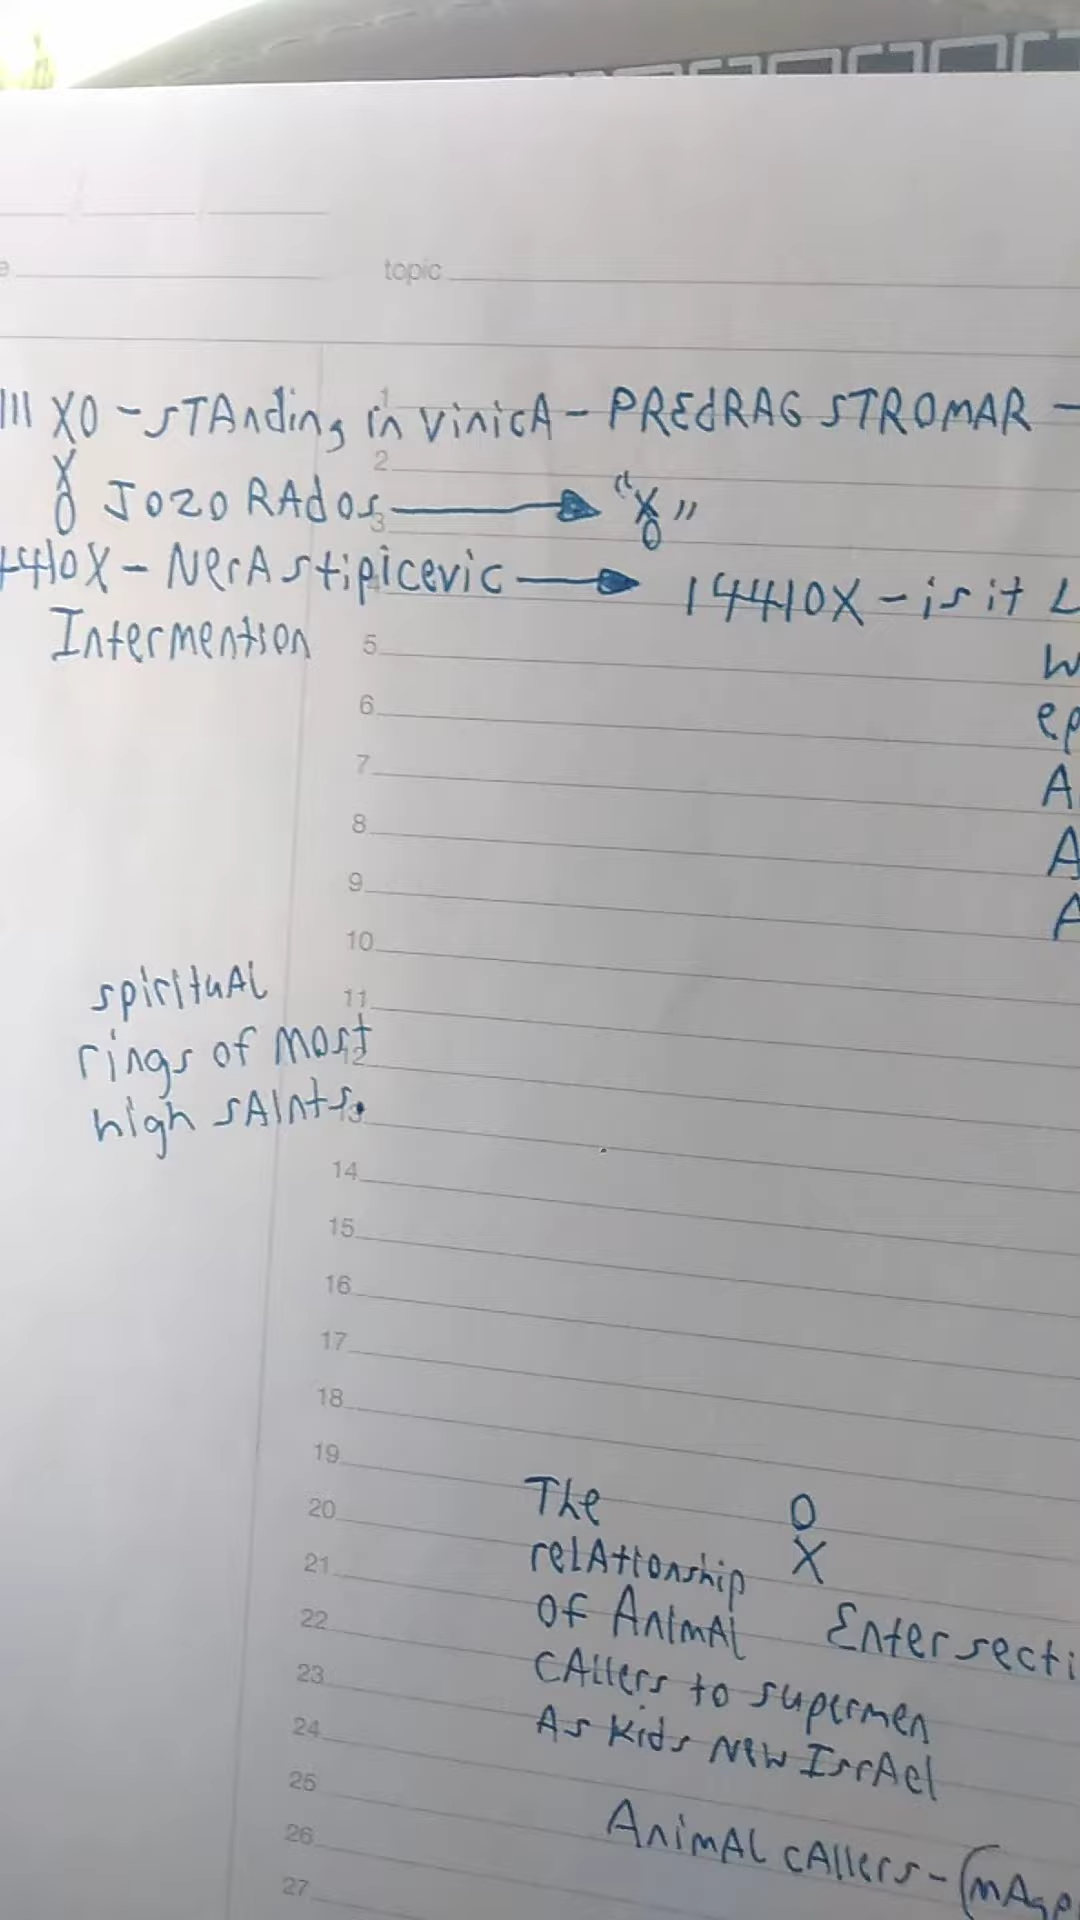 topic
111 XO - STAnding in VinicA - PREdRAG STROMAR -
X
O JOZO RAdos → "X
O"
4410X - NerA Stipicevic → 14410X - is it L
Intermention
W
ep
A
A
A
spirituAl
rings of most
high sAints.
The
relAtionship
of AnimAl
cAllers to supermen
As kids New IsrAel
O
X
Entersecti
AnimAl cAllers - (mAge
1
2
3
5
6
7
8
9
10
11
12
13
14
15
16
17
18
19
20
21
22
23
24
25
26
27